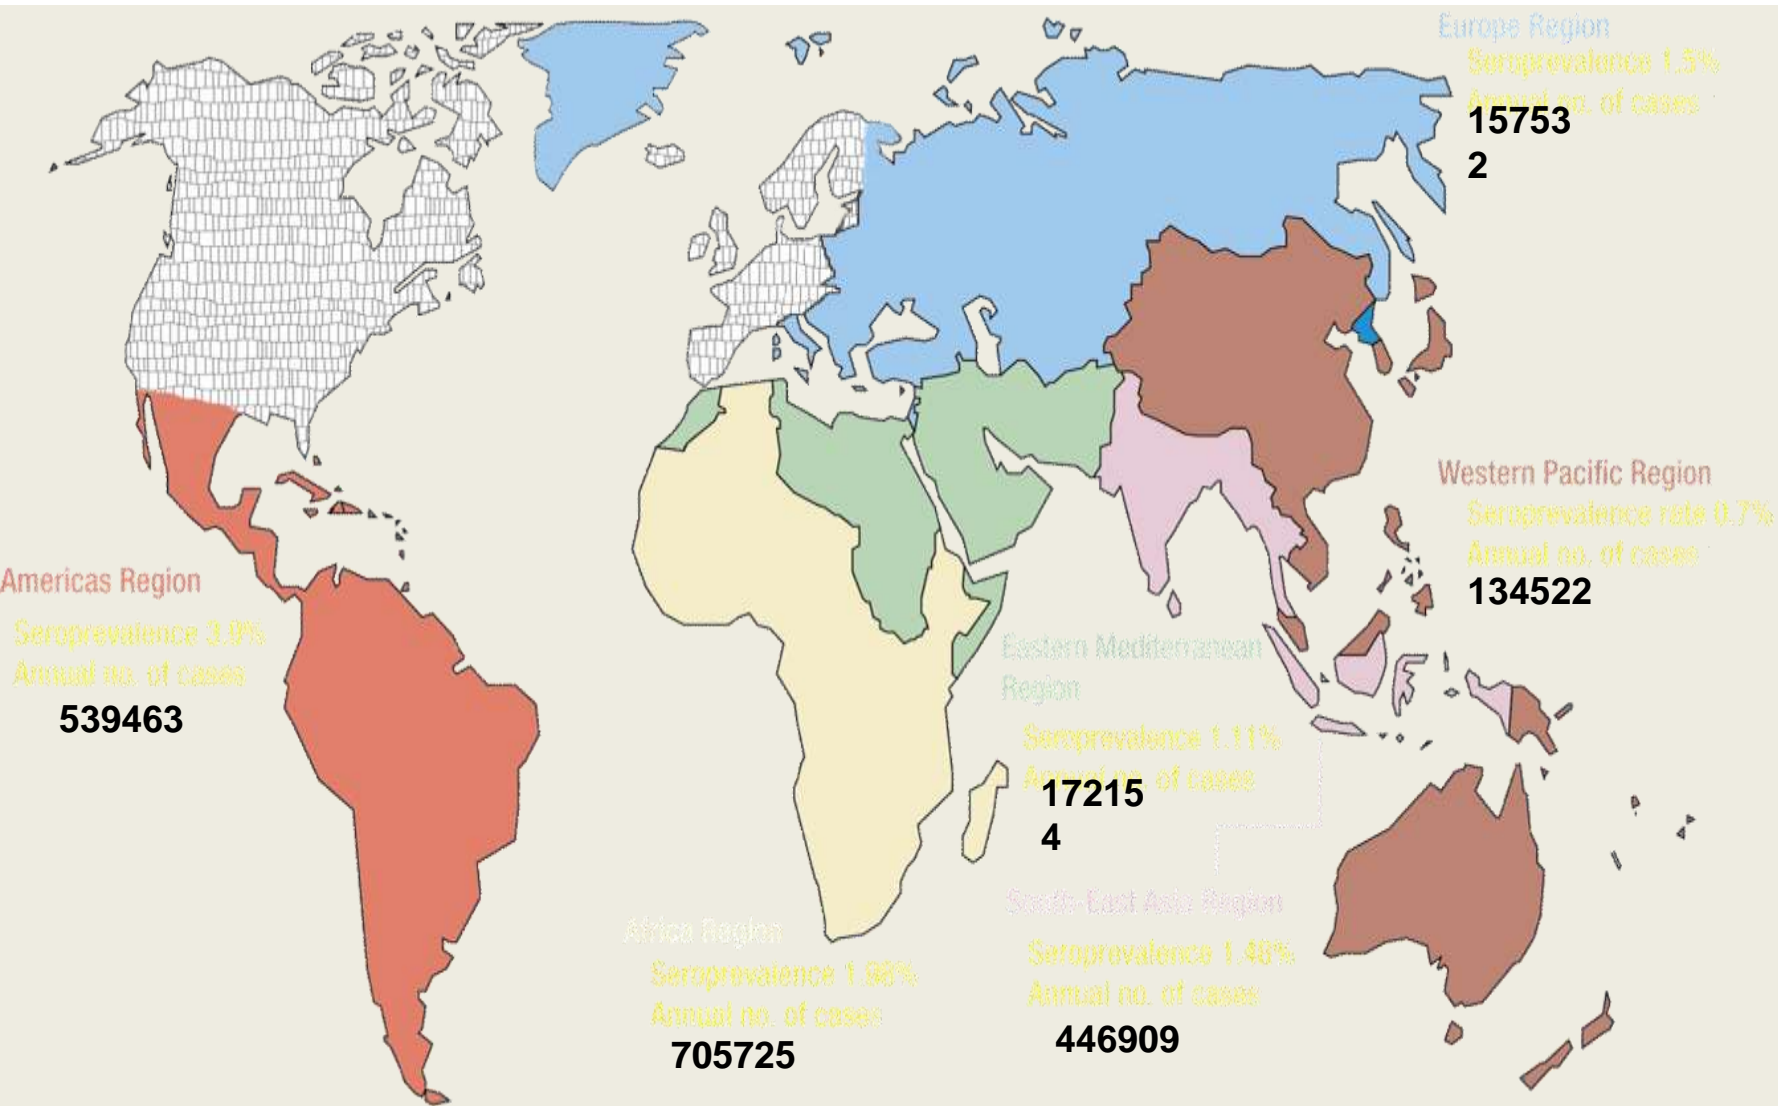 Europe Region
Seroprevalence 1.5%
Annual no. of cases
15753
2
Western Pacific Region
Seroprevalence rate 0.7%
Annual no. of cases
134522
Americas Region
Seroprevalence 3.9%
Annual no. of cases
539463
Eastern Mediterranean
Region
Seroprevalence 1.11%
Annual no. of cases
17215
4
Africa Region
Seroprevalence 1.98%
Annual no. of cases
705725
South-East Asia Region
Seroprevalence 1.48%
Annual no. of cases
446909